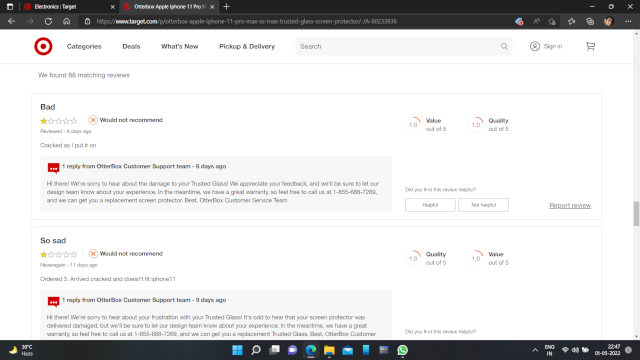 Electronics : Target
Otterbox Apple Iphone 11 Pro M
https://www.target.com/p/otterbox-apple-iphone-11-pro-max-xs-max-trusted-glass-screen-protector/-/A-80233836
Categories Deals What's New Pickup & Delivery Search Sign in
We found 88 matching reviews
Bad
Would not recommend
Reviewed - 6 days ago
Cracked as I put it on
1.0 Value
out of 5
1.0 Quality
out of 5
1 reply from OtterBox Customer Support team - 6 days ago
Hi there! We're sorry to hear about the damage to your Trusted Glass! We appreciate your feedback, and we'll be sure to let our
design team know about your experience. In the meantime, we have a great warranty, so feel free to call us at 1-855-688-7269,
and we can get you a replacement screen protector. Best, OtterBox Customer Service Team
Did you find this review helpful?
Helpful Not helpful Report review
So sad
Would not recommend
11 days ago
Ordered 3. Arrived cracked and doesn't fit iphone11
1.0 Quality
out of 5
1.0 Value
out of 5
1 reply from OtterBox Customer Support team - 9 days ago
Hi there! We're sorry to hear about your frustration with your Trusted Glass! It's odd to hear that your screen protector was
delivered damaged, but we'll be sure to let our design team know about your experience. In the meantime, we have a great
warranty, so feel free to call us at 1-855-688-7269, and we can get you a replacement Trusted Glass. Best, OtterBox Customer
Did you find this review helpful?
30°C
Haze
ENG
IN
22:47
01-05-2022